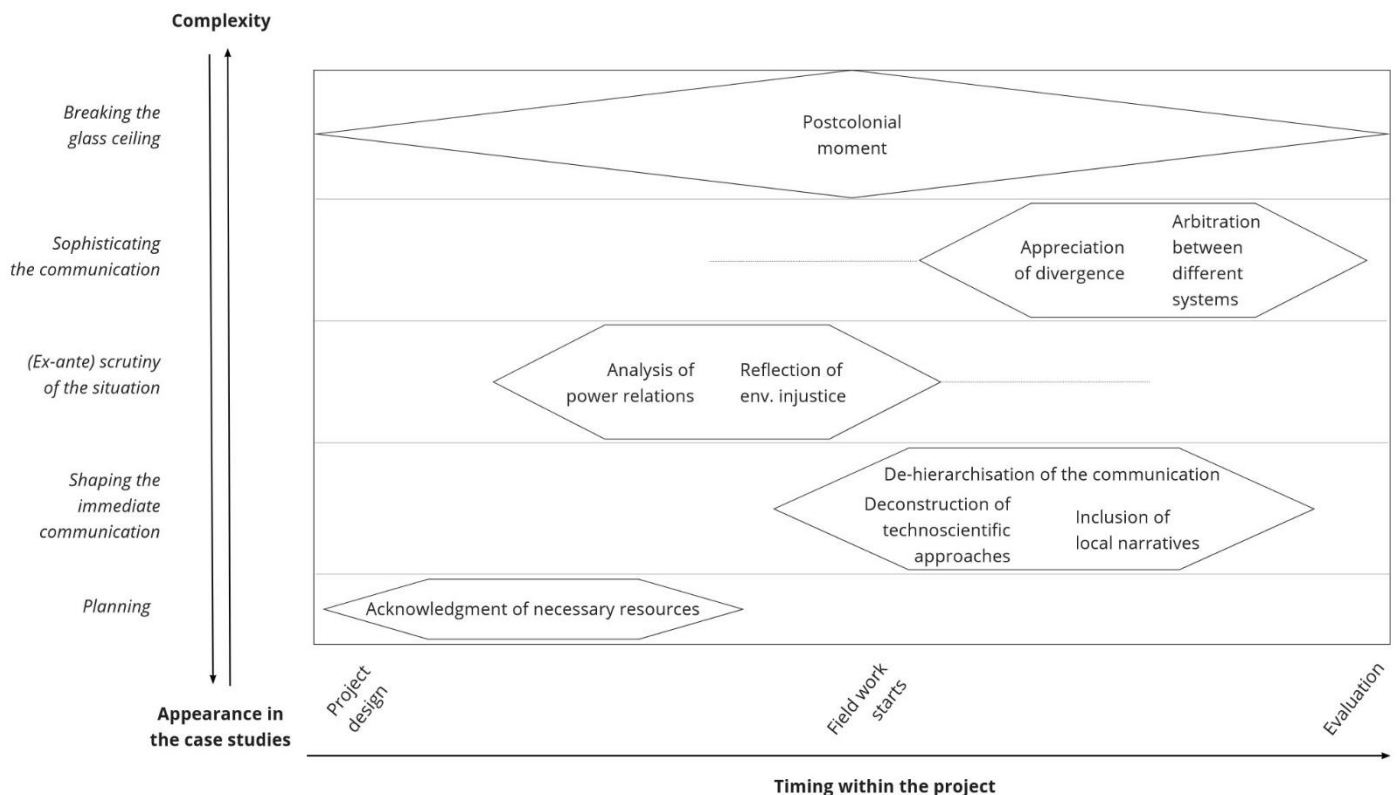 Complexity
Breaking the
glass ceiling
Postcolonial
moment
Sophisticating
the communication
Appreciation
of divergence
Arbitration
between
different
systems
(Ex-ante) scrutiny
of the situation
Analysis of
power relations
Reflection of
env. injustice
Shaping the
immediate
communication
De-hierarchisation of the communication
Deconstruction of
technoscientific
approaches
Inclusion of
local narratives
Planning
Acknowledgment of necessary resources
Appearance in
the case studies
Project
design
Field work
starts
Evaluation
Timing within the project